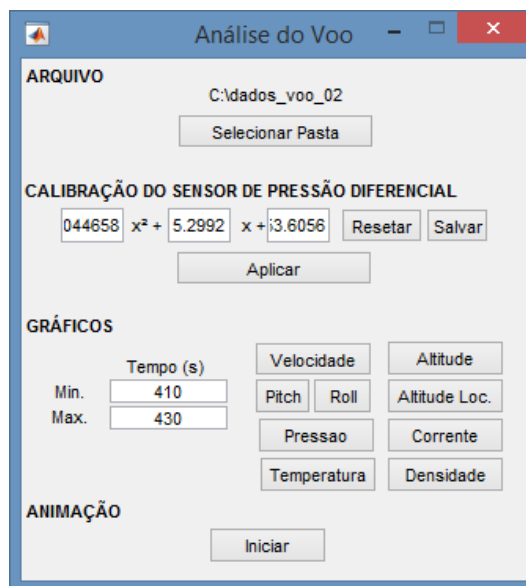 Análise do Voo
ARQUIVO
C:\dados_voo_02
Selecionar Pasta
CALIBRAÇÃO DO SENSOR DE PRESSÃO DIFERENCIAL
044658 x² + 5.2992 x + 3.6056 Resetar Salvar
Aplicar
GRÁFICOS
Tempo (s)
Min. 410
Max. 430
Velocidade Altitude
Pitch Roll Altitude Loc.
Pressao Corrente
Temperatura Densidade
ANIMAÇÃO
Iniciar